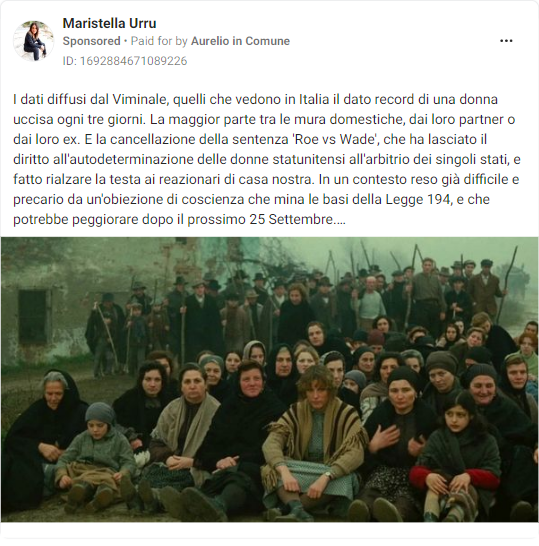 Maristella Urru
Sponsored • Paid for by Aurelio in Comune
ID: 1692884671089226
I dati diffusi dal Viminale, quelli che vedono in Italia il dato record di una donna
uccisa ogni tre giorni. La maggior parte tra le mura domestiche, dai loro partner o
dai loro ex. E la cancellazione della sentenza 'Roe vs Wade', che ha lasciato il
diritto all'autodeterminazione delle donne statunitensi all'arbitrio dei singoli stati, e
fatto rialzare la testa ai reazionari di casa nostra. In un contesto reso già difficile e
precario da un'obiezione di coscienza che mina le basi della Legge 194, e che
potrebbe peggiorare dopo il prossimo 25 Settembre....